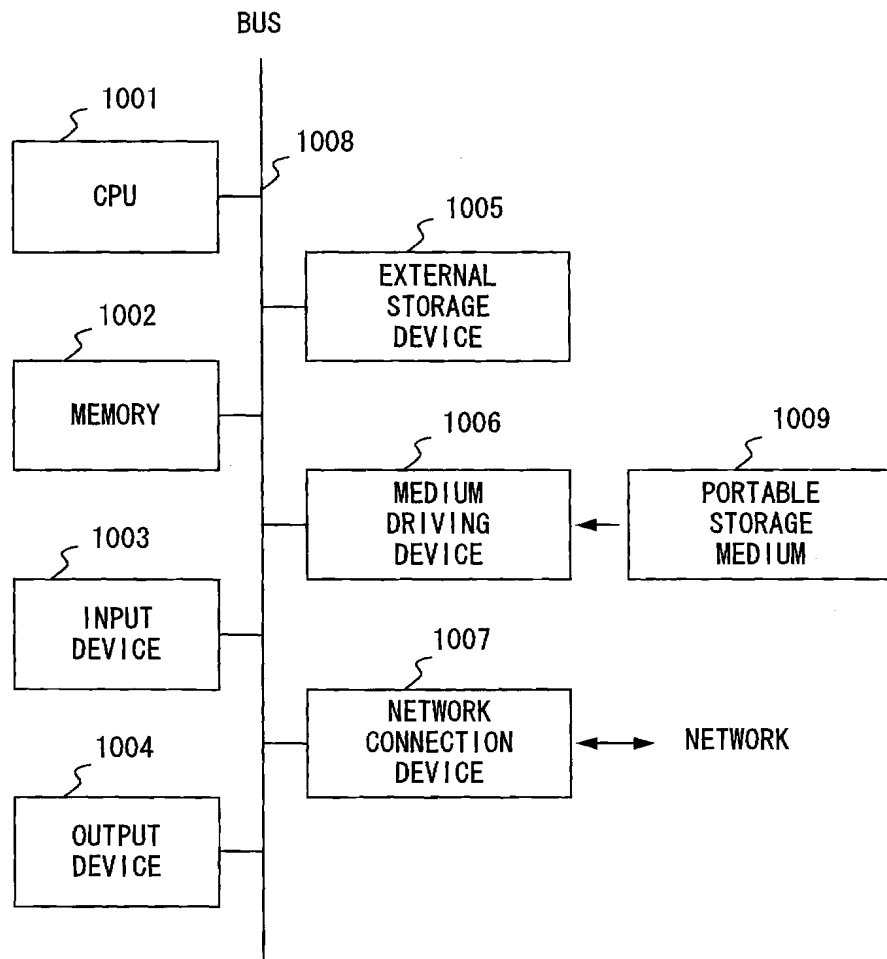 BUS
1001
1008
CPU
1005
EXTERNAL
STORAGE
DEVICE
1002
MEMORY
1006
1009
MEDIUM
DRIVING
DEVICE
PORTABLE
STORAGE
MEDIUM
1003
INPUT
DEVICE
1007
NETWORK
CONNECTION
DEVICE
NETWORK
1004
OUTPUT
DEVICE